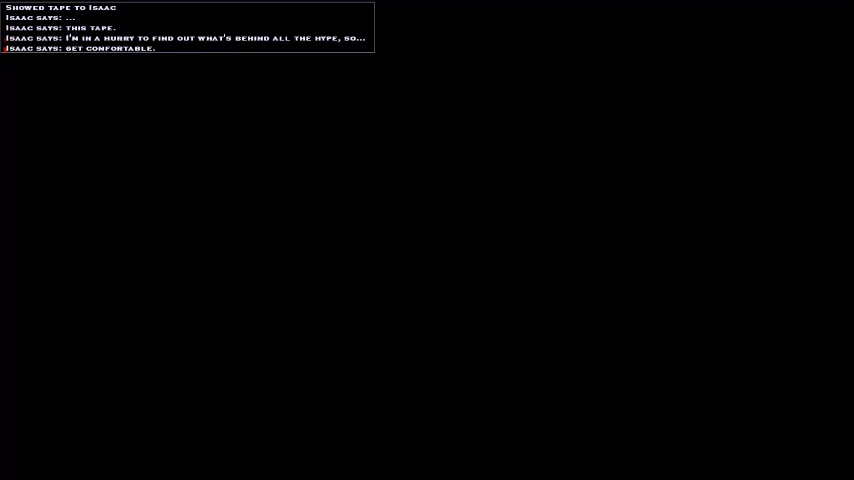 Showed tape to Isaac
Isaac says: ...
Isaac says: this tape.
Isaac says: I'm in a hurry to find out what's behind all the hype, so...
Isaac says: Get comfortable.